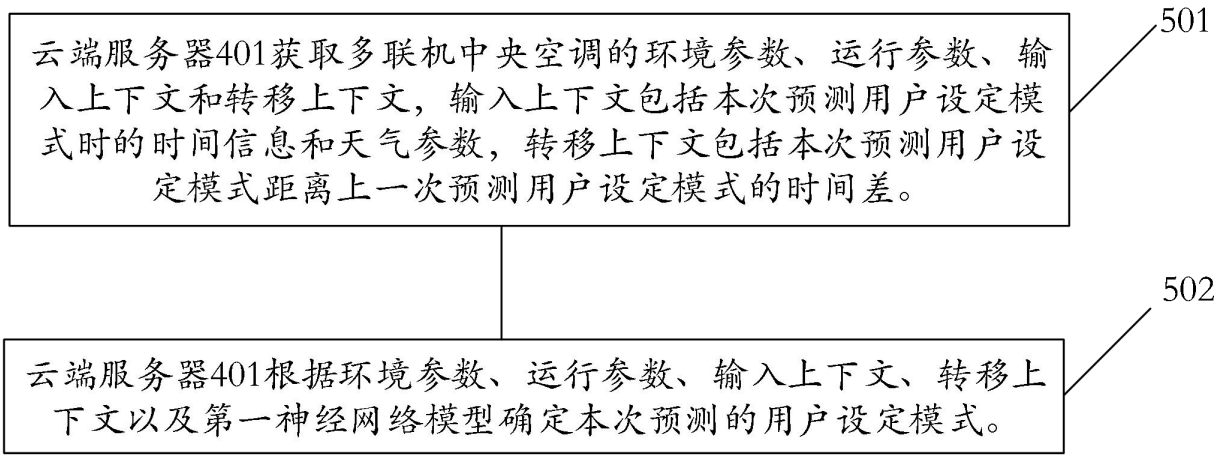 501
云端服务器401获取多联机中央空调的环境参数、运行参数、输
入上下文和转移上下文，输入上下文包括本次预测用户设定模
式时的时间信息和天气参数，转移上下文包括本次预测用户设
定模式距离上一次预测用户设定模式的时间差。
502
云端服务器401根据环境参数、运行参数、输入上下文、转移上
下文以及第一神经网络模型确定本次预测的用户设定模式。